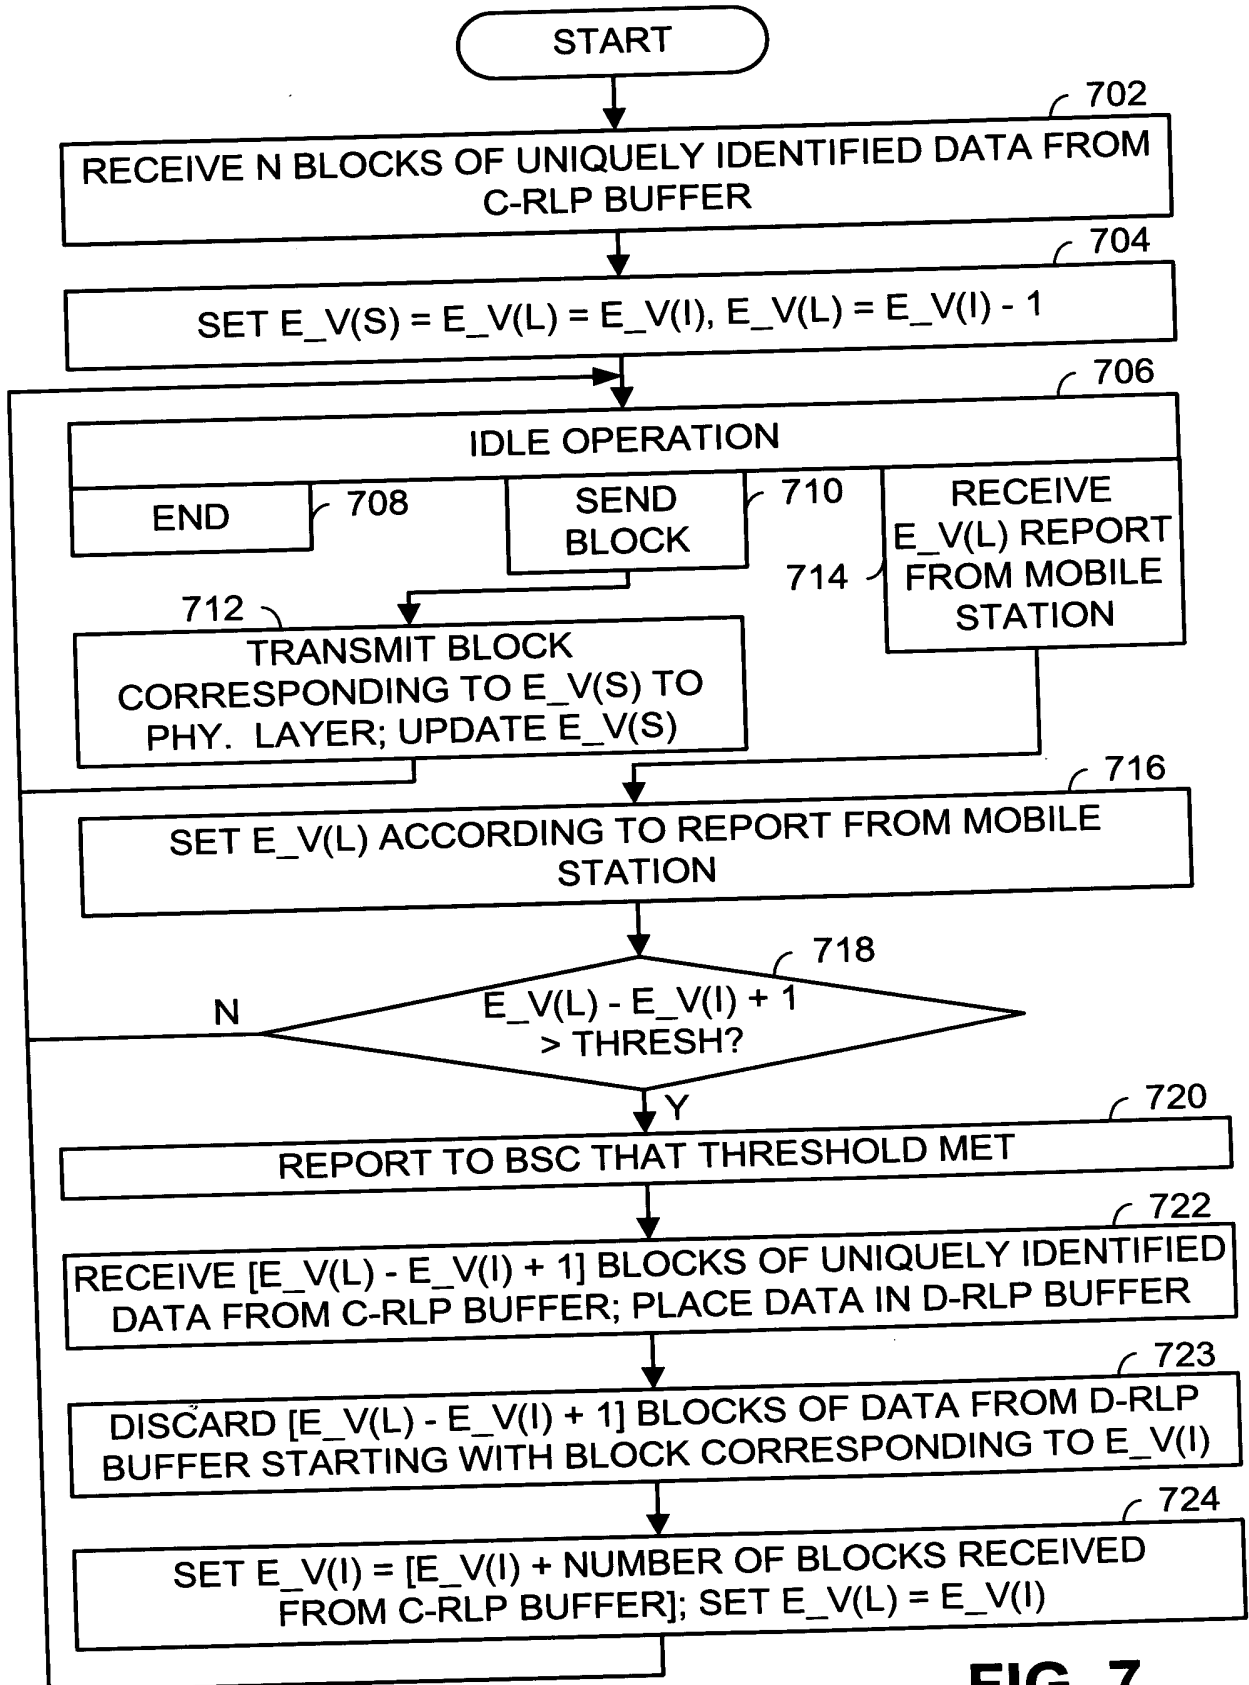 START
702
RECEIVE N BLOCKS OF UNIQUELY IDENTIFIED DATA FROM
C-RLP BUFFER
704
SET E_V(S) = E_V(L) = E_V(I), E_V(L) = E_V(I) - 1
706
IDLE OPERATION
END
708
SEND
BLOCK
710
RECEIVE
E_V(L) REPORT
FROM MOBILE
STATION
714
712
TRANSMIT BLOCK
CORRESPONDING TO E_V(S) TO
PHY. LAYER; UPDATE E_V(S)
716
SET E_V(L) ACCORDING TO REPORT FROM MOBILE
STATION
718
E_V(L) - E_V(I) + 1
> THRESH?
N
Y
720
REPORT TO BSC THAT THRESHOLD MET
722
RECEIVE [E_V(L) - E_V(I) + 1] BLOCKS OF UNIQUELY IDENTIFIED
DATA FROM C-RLP BUFFER; PLACE DATA IN D-RLP BUFFER
723
DISCARD [E_V(L) - E_V(I) + 1] BLOCKS OF DATA FROM D-RLP
BUFFER STARTING WITH BLOCK CORRESPONDING TO E_V(I)
724
SET E_V(I) = [E_V(I) + NUMBER OF BLOCKS RECEIVED
FROM C-RLP BUFFER]; SET E_V(L) = E_V(I)
FIG. 7